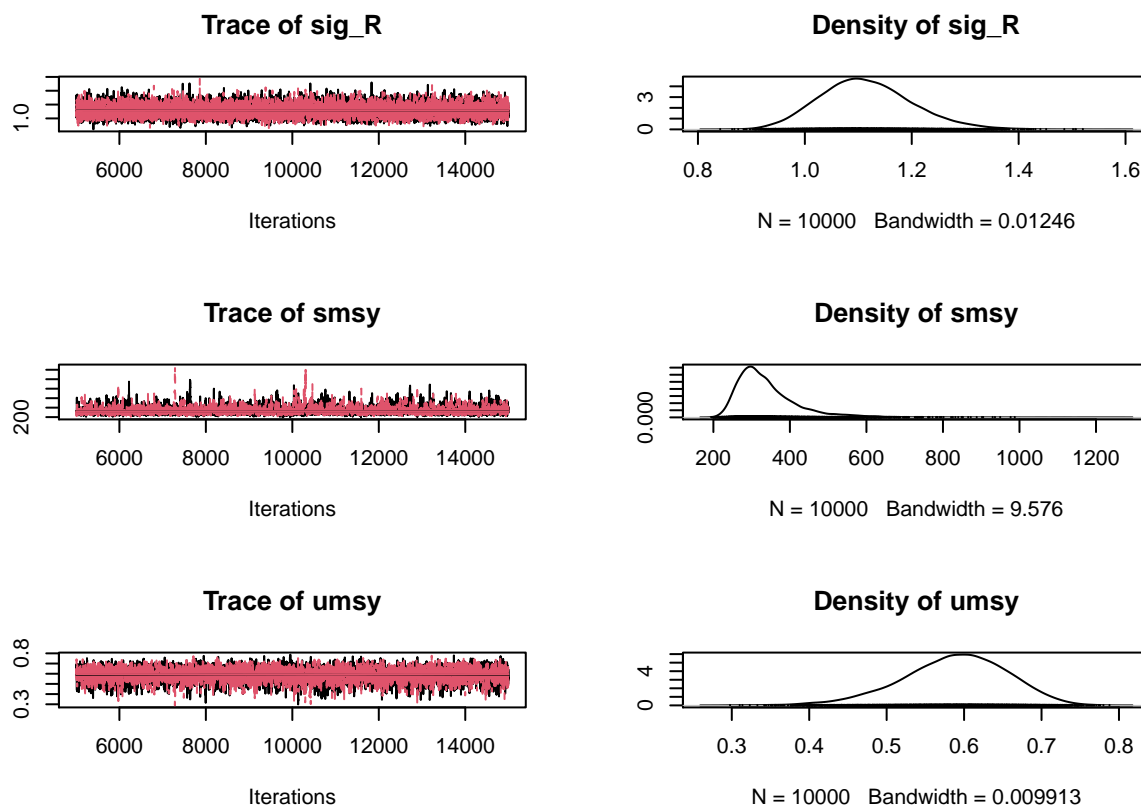 Trace of sig_R
1.0
6000 8000 10000 12000 14000
Iterations
Density of sig_R
0 3
0.8 1.0 1.2 1.4 1.6
N = 10000 Bandwidth = 0.01246
Trace of smsy
200
6000 8000 10000 12000 14000
Iterations
Density of smsy
0.000
200 400 600 800 1000 1200
N = 10000 Bandwidth = 9.576
Trace of umsy
0.3 0.8
6000 8000 10000 12000 14000
Iterations
Density of umsy
0 4
0.3 0.4 0.5 0.6 0.7 0.8
N = 10000 Bandwidth = 0.009913